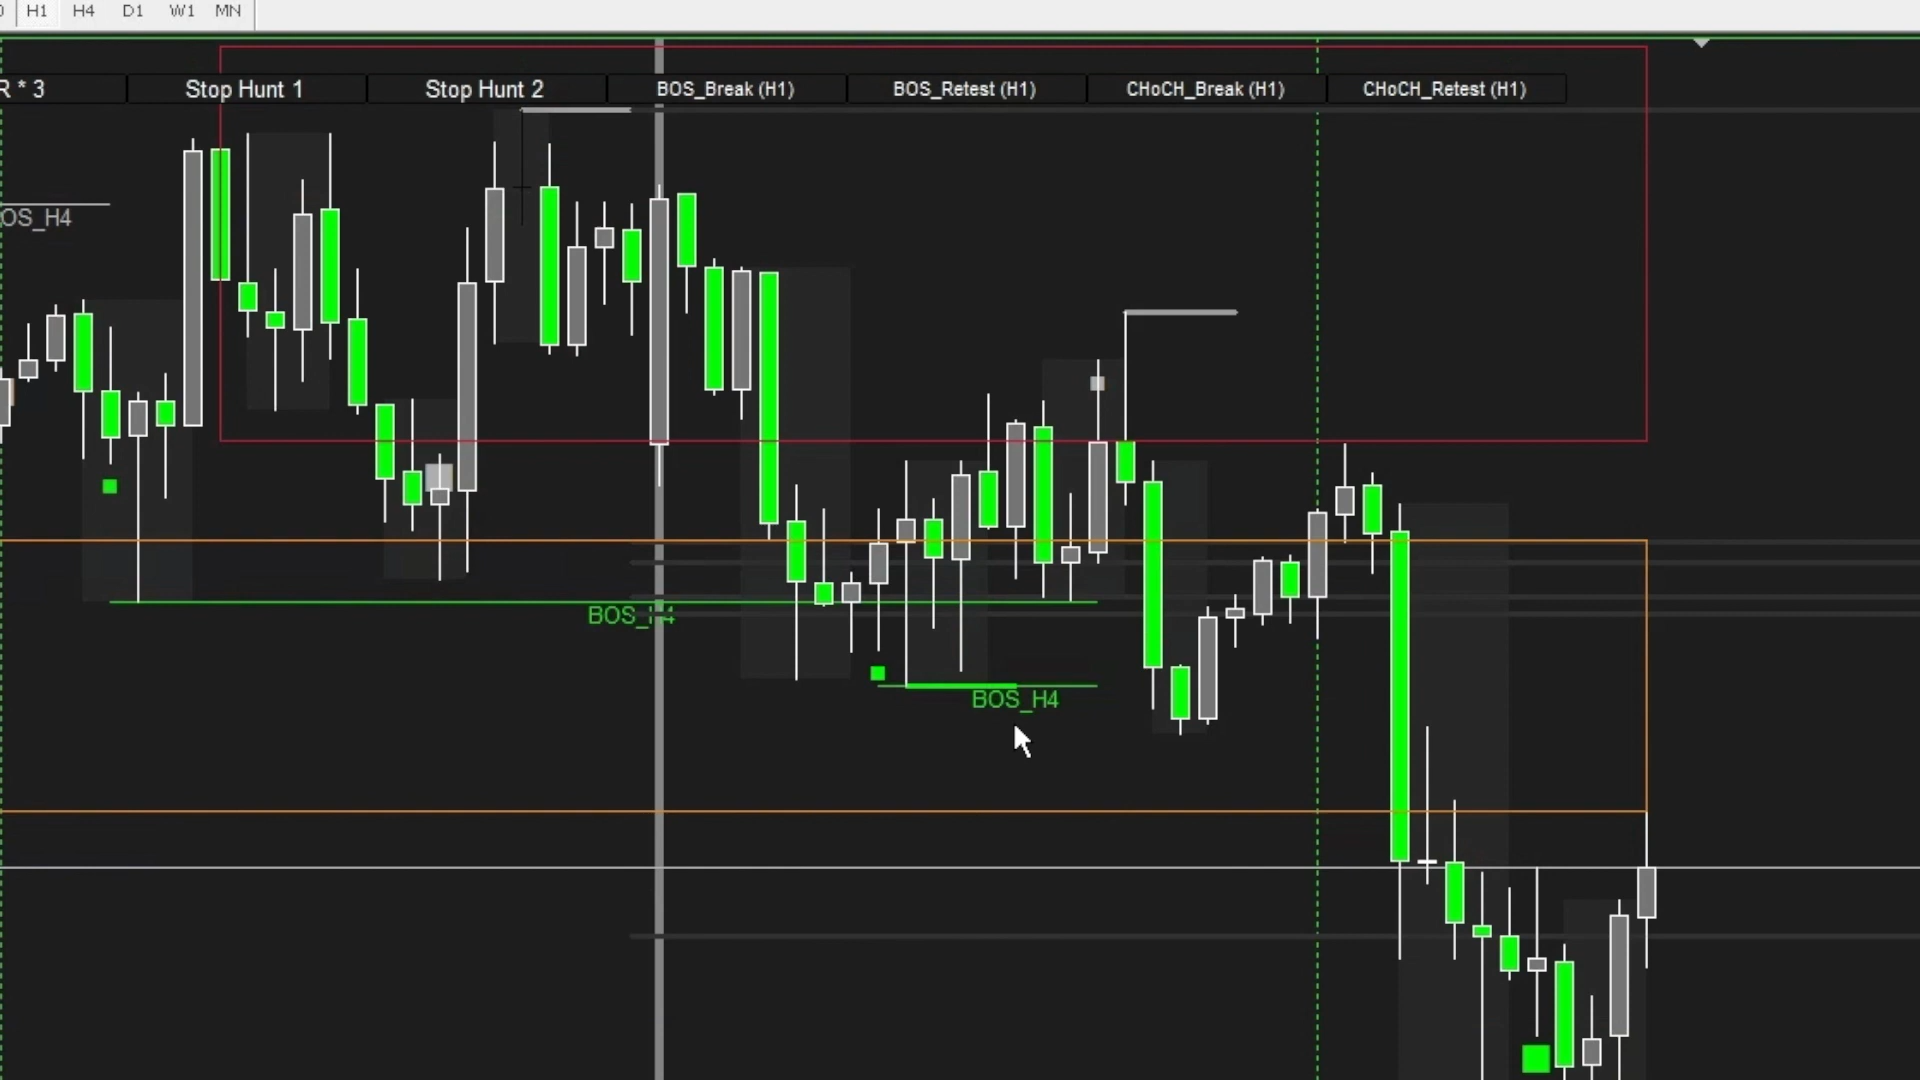 H1 H4 D1 W1 MN
R * 3 Stop Hunt 1 Stop Hunt 2 BOS_Break (H1) BOS_Retest (H1) CHoCH_Break (H1) CHoCH_Retest (H1)
OS_H4
BOS_H4
BOS_H4